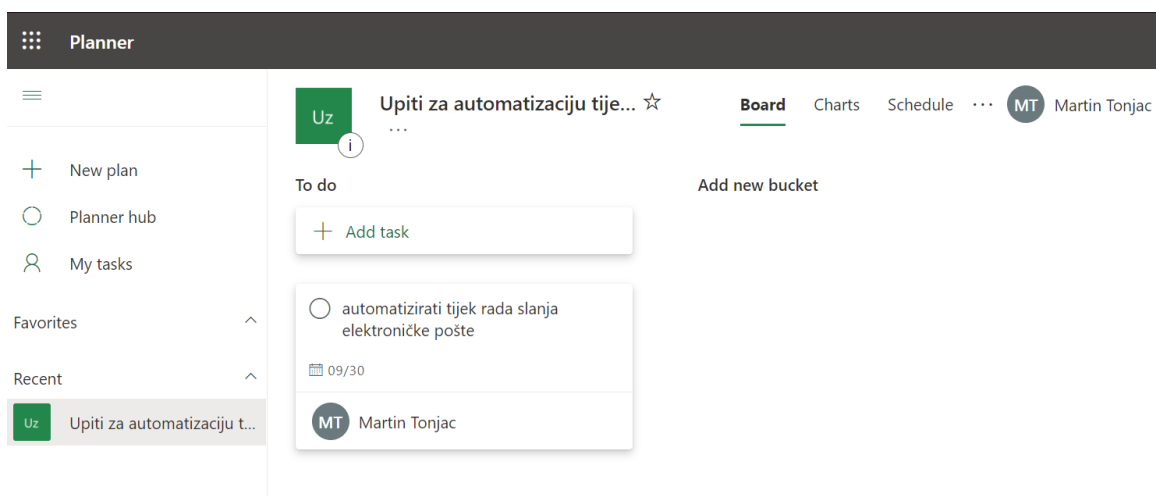 Planner
Uz
i
Upiti za automatizaciju tije... ☆
...
Board Charts Schedule ... MT Martin Tonjac
New plan
Planner hub
My tasks
Favorites
Recent
Uz Upiti za automatizaciju t...
To do
Add new bucket
+ Add task
automatizirati tijek rada slanja
elektroničke pošte
09/30
MT Martin Tonjac